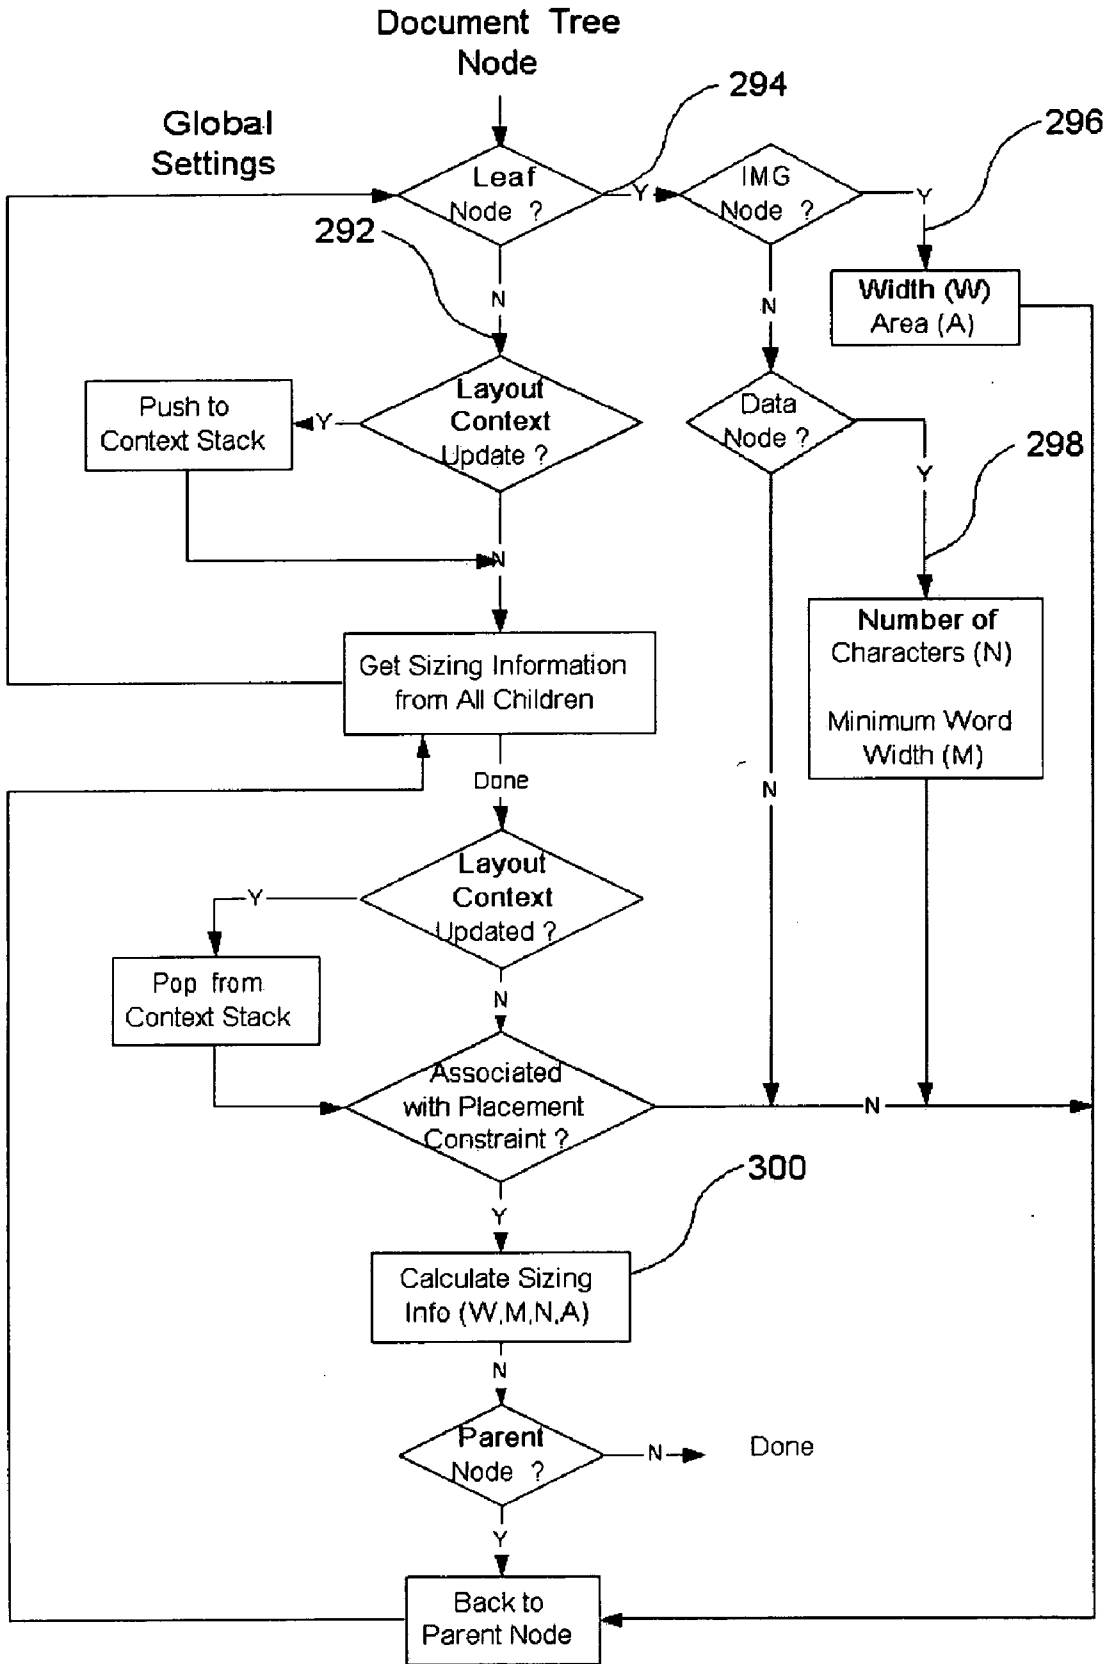 Document Tree
Node
294
Global
Settings
296
Leaf
Node ?
Y
IMG
Node ?
Y
292
N
N
Width (W)
Area (A)
Push to
Context Stack
Y
Layout
Context
Update ?
Data
Node ?
Y
298
N
Number of
Characters (N)
Minimum Word
Width (M)
Get Sizing Information
from All Children
Done
N
Layout
Context
Updated ?
Y
Pop from
Context Stack
N
Associated
with Placement
Constraint ?
N
300
Y
Calculate Sizing
Info (W,M,N,A)
N
Parent
Node ?
N
Done
Y
Back to
Parent Node